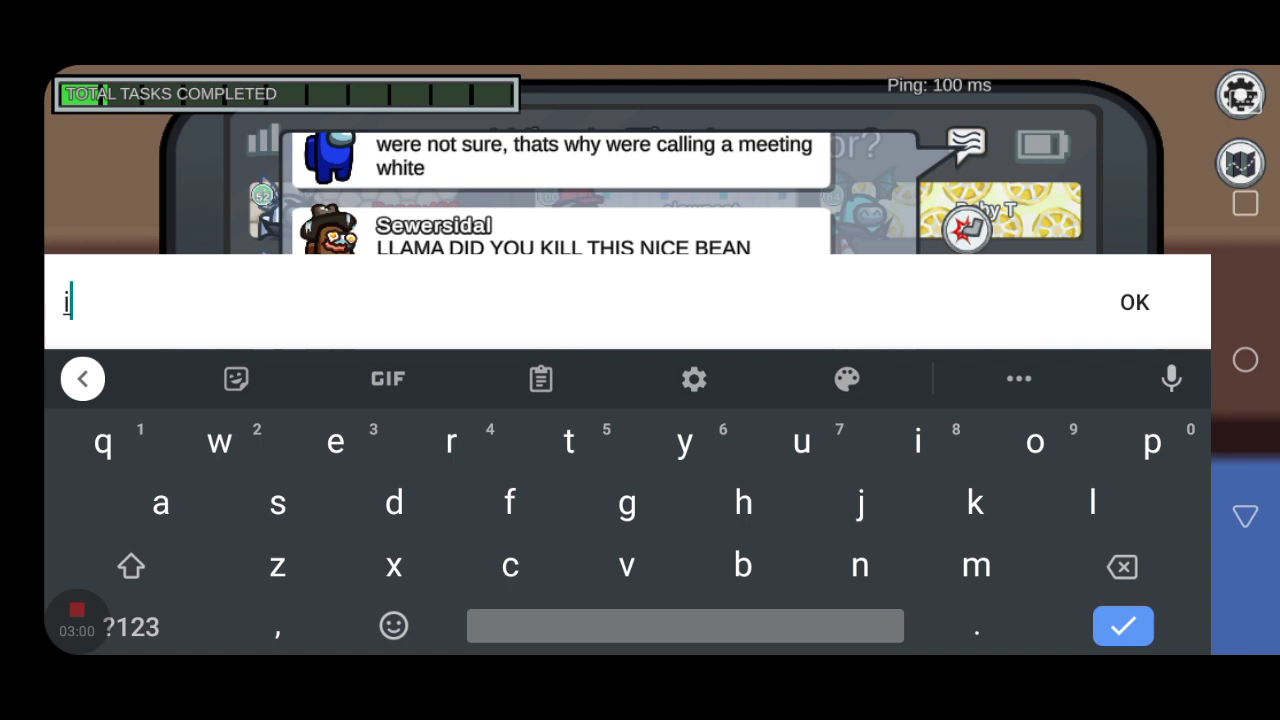 TOTAL TASKS COMPLETED
Ping: 100 ms
or?
were not sure, thats why were calling a meeting
white
52
Sewersidal
LLAMA DID YOU KILL THIS NICE BEAN
i
OK
GIF
q 1 w 2 e 3 r 4 t 5 y 6 u 7 i 8 o 9 p 0
a s d f g h j k l
z x c v b n m
03:00
?123 , .